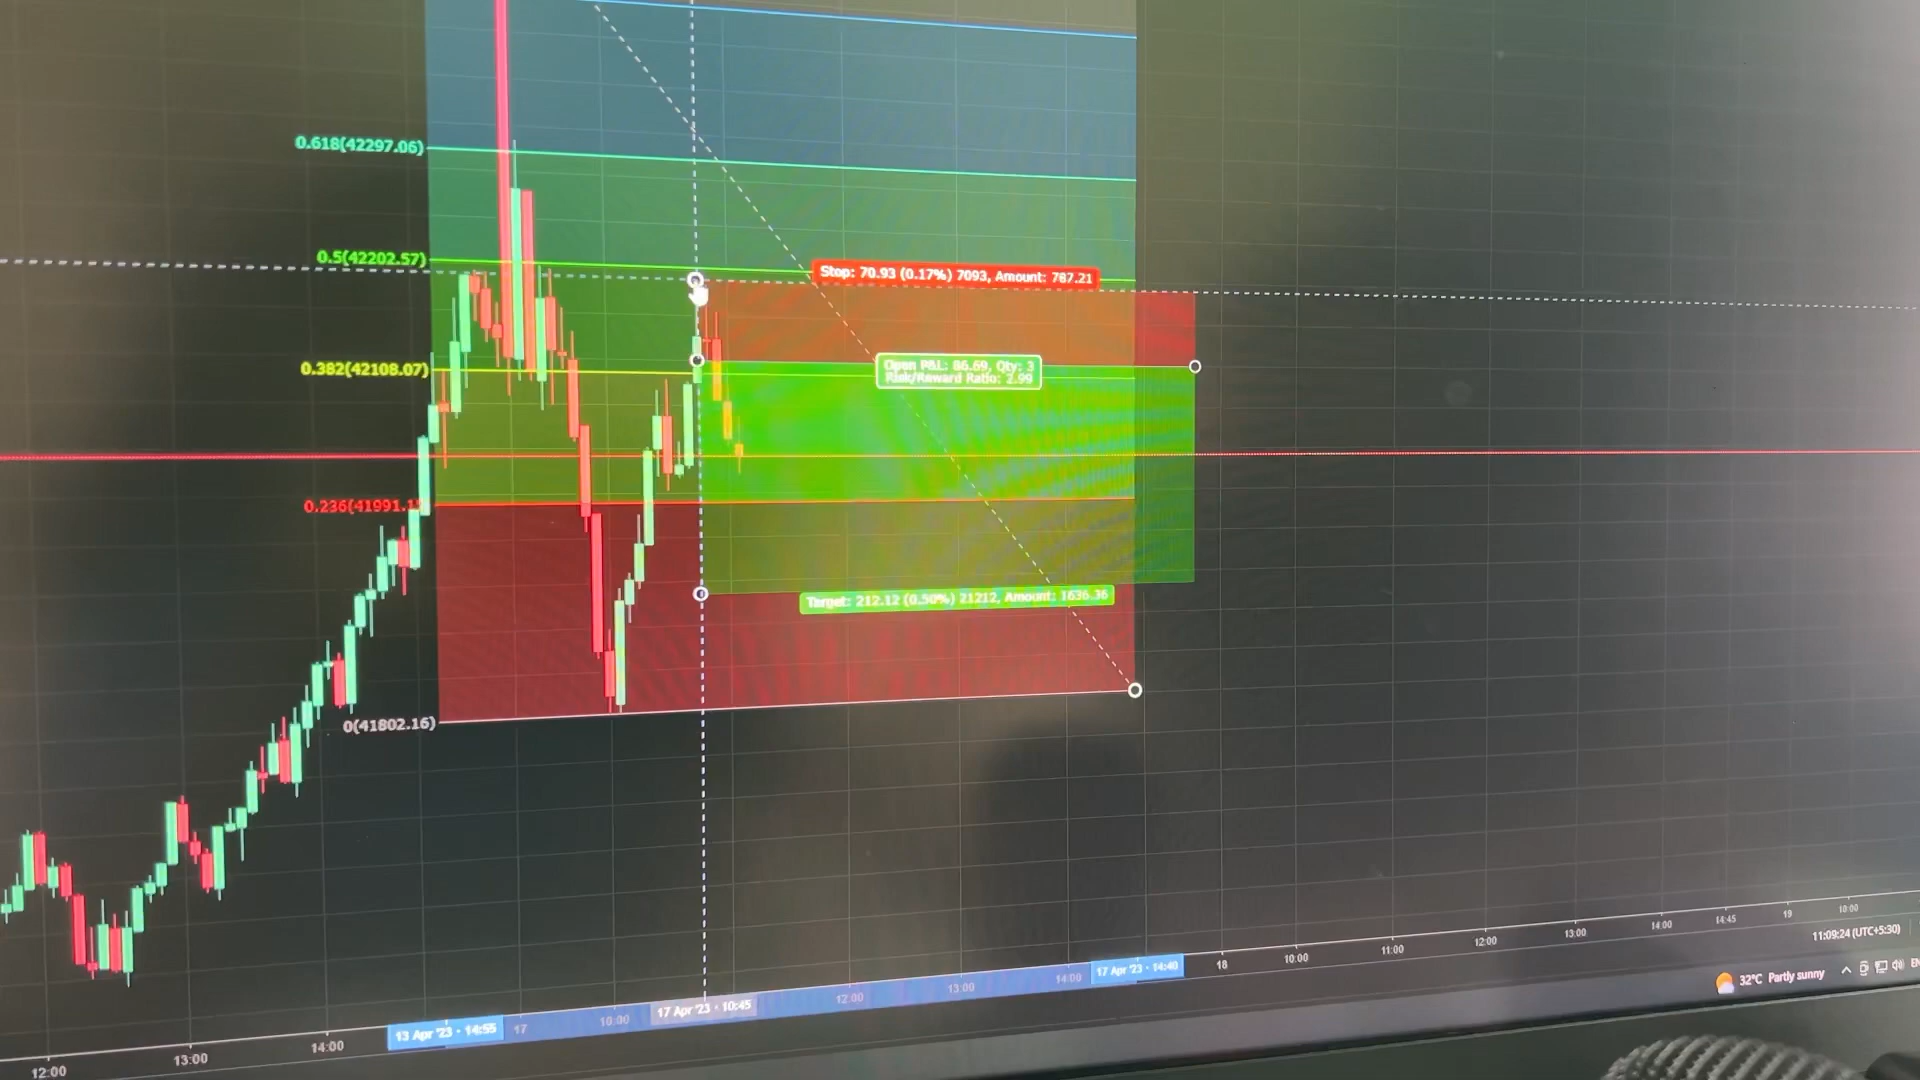 0.618(42297.06)
0.5(42202.57)
Stop: 70.93 (0.17%) 7093, Amount: 787.21
0.382(42108.07)
Open P&L: 86.69, Qty: 3
Risk/Reward Ratio: 2.99
0.236(41991.1
Target: 212.12 (0.50%) 21212, Amount: 1636.36
0(41802.16)
12:00
13:00
14:00
13 Apr '23 - 14:55
17
10:00
17 Apr '23 - 10:45
12:00
13:00
14:00
17 Apr '23 - 14:40
18
10:00
11:00
12:00
13:00
14:00
14:45
19
10:00
11:09:24 (UTC+5:30)
32°C Partly sunny